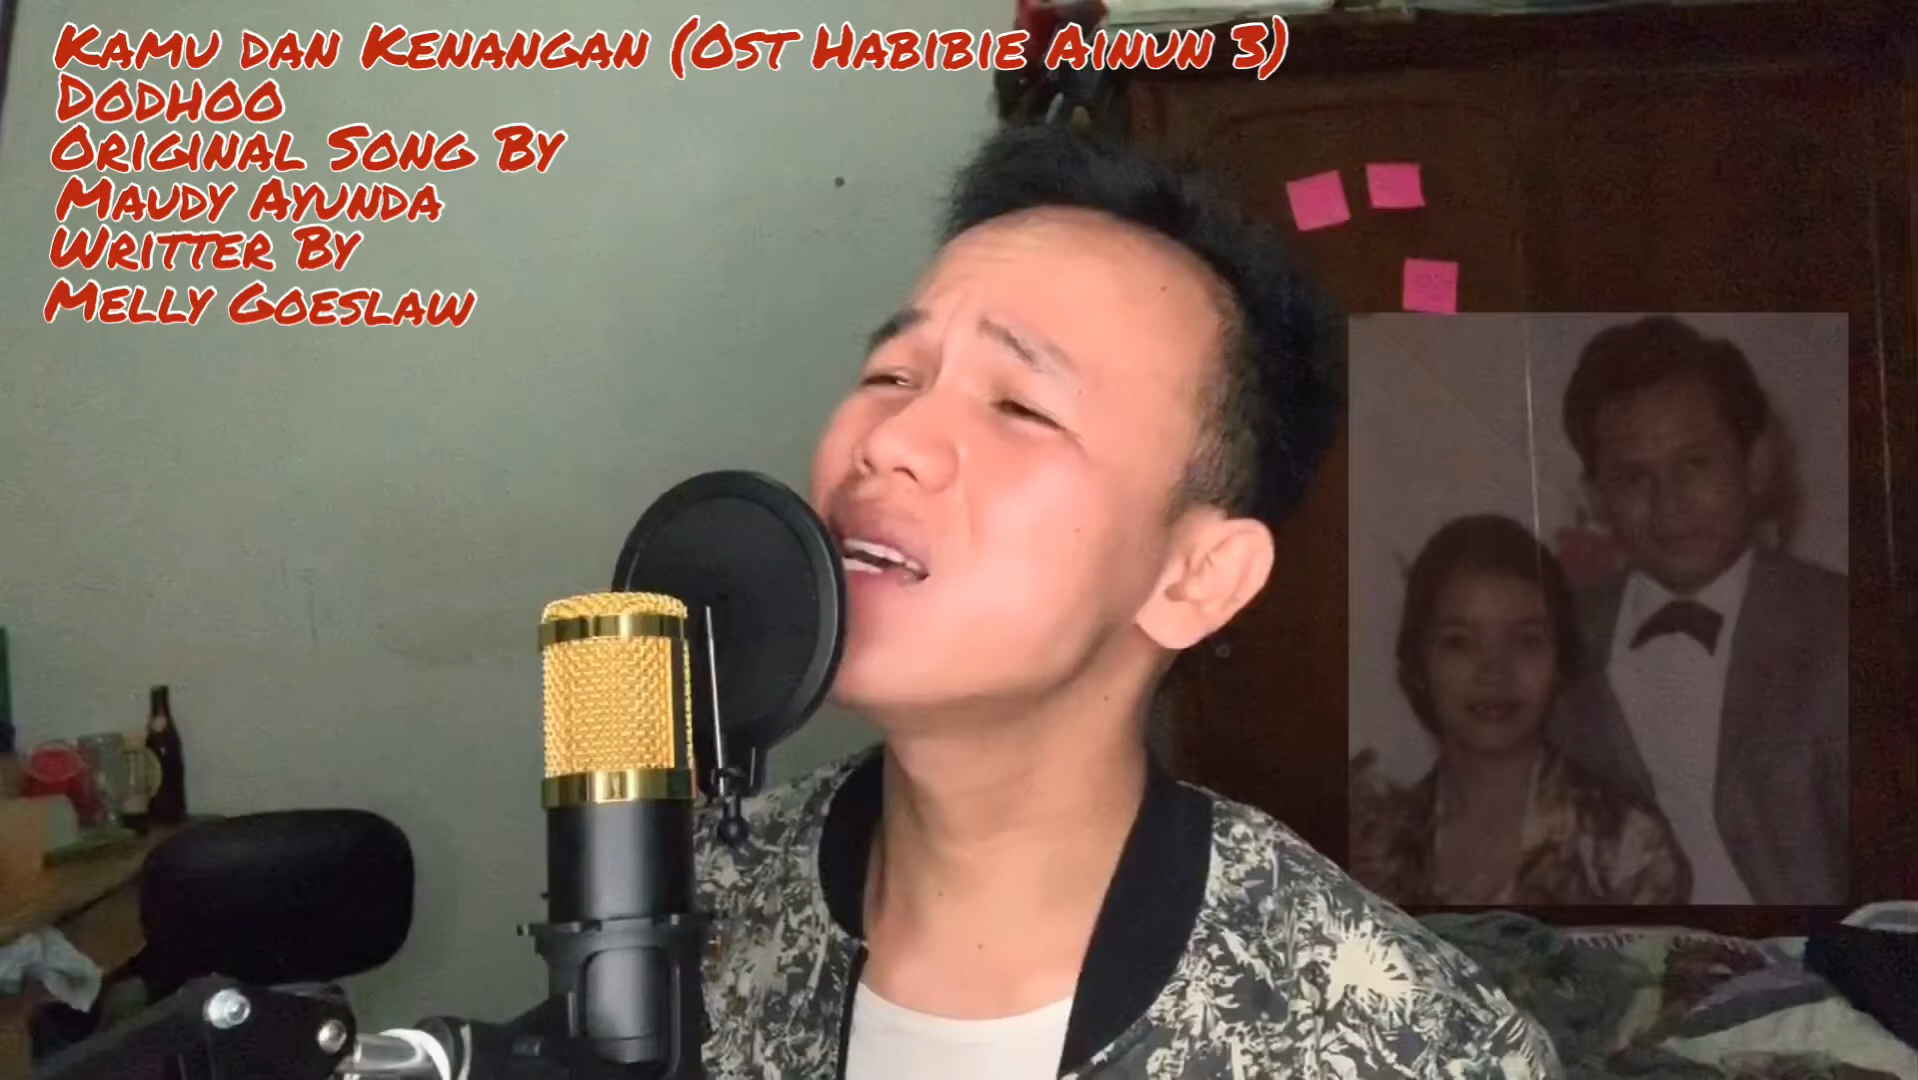 Kamu dan Kenangan (Ost Habibie Ainun 3)
Dodhoo
Original Song By
Maudy Ayunda
Writter By
Melly Goeslaw